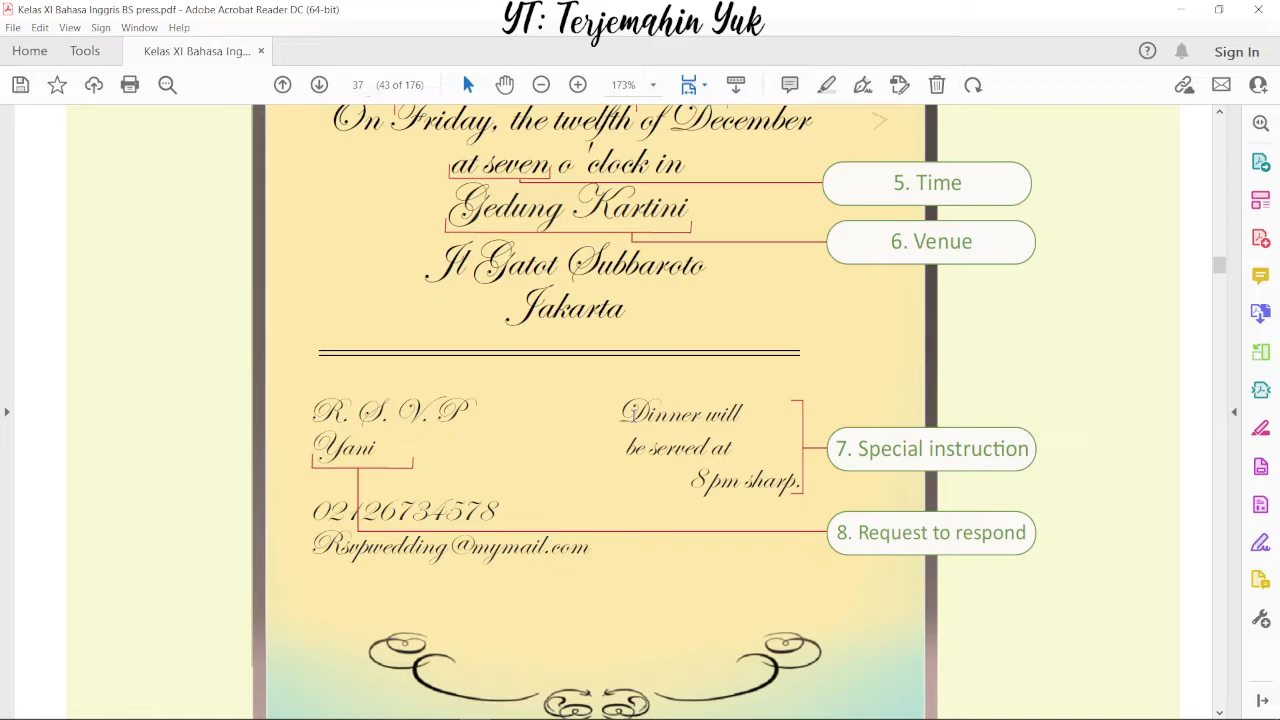 Kelas XI Bahasa Inggris BS press.pdf - Adobe Acrobat Reader DC (64-bit)
YT: Terjemahin Yuk
File Edit View Sign Window Help
Home Tools Kelas XI Bahasa Ing... × Sign In
37 (43 of 176) 173%
On Friday, the twelfth of December
at seven o 'clock in
5. Time
Gedung Kartini
6. Venue
Jl Gatot Subbaroto
Jakarta
R. S. V. P
Yani
02126734578
Rsvpwedding@mymail.com
Dinner will
be served at
8pm sharp.
7. Special instruction
8. Request to respond